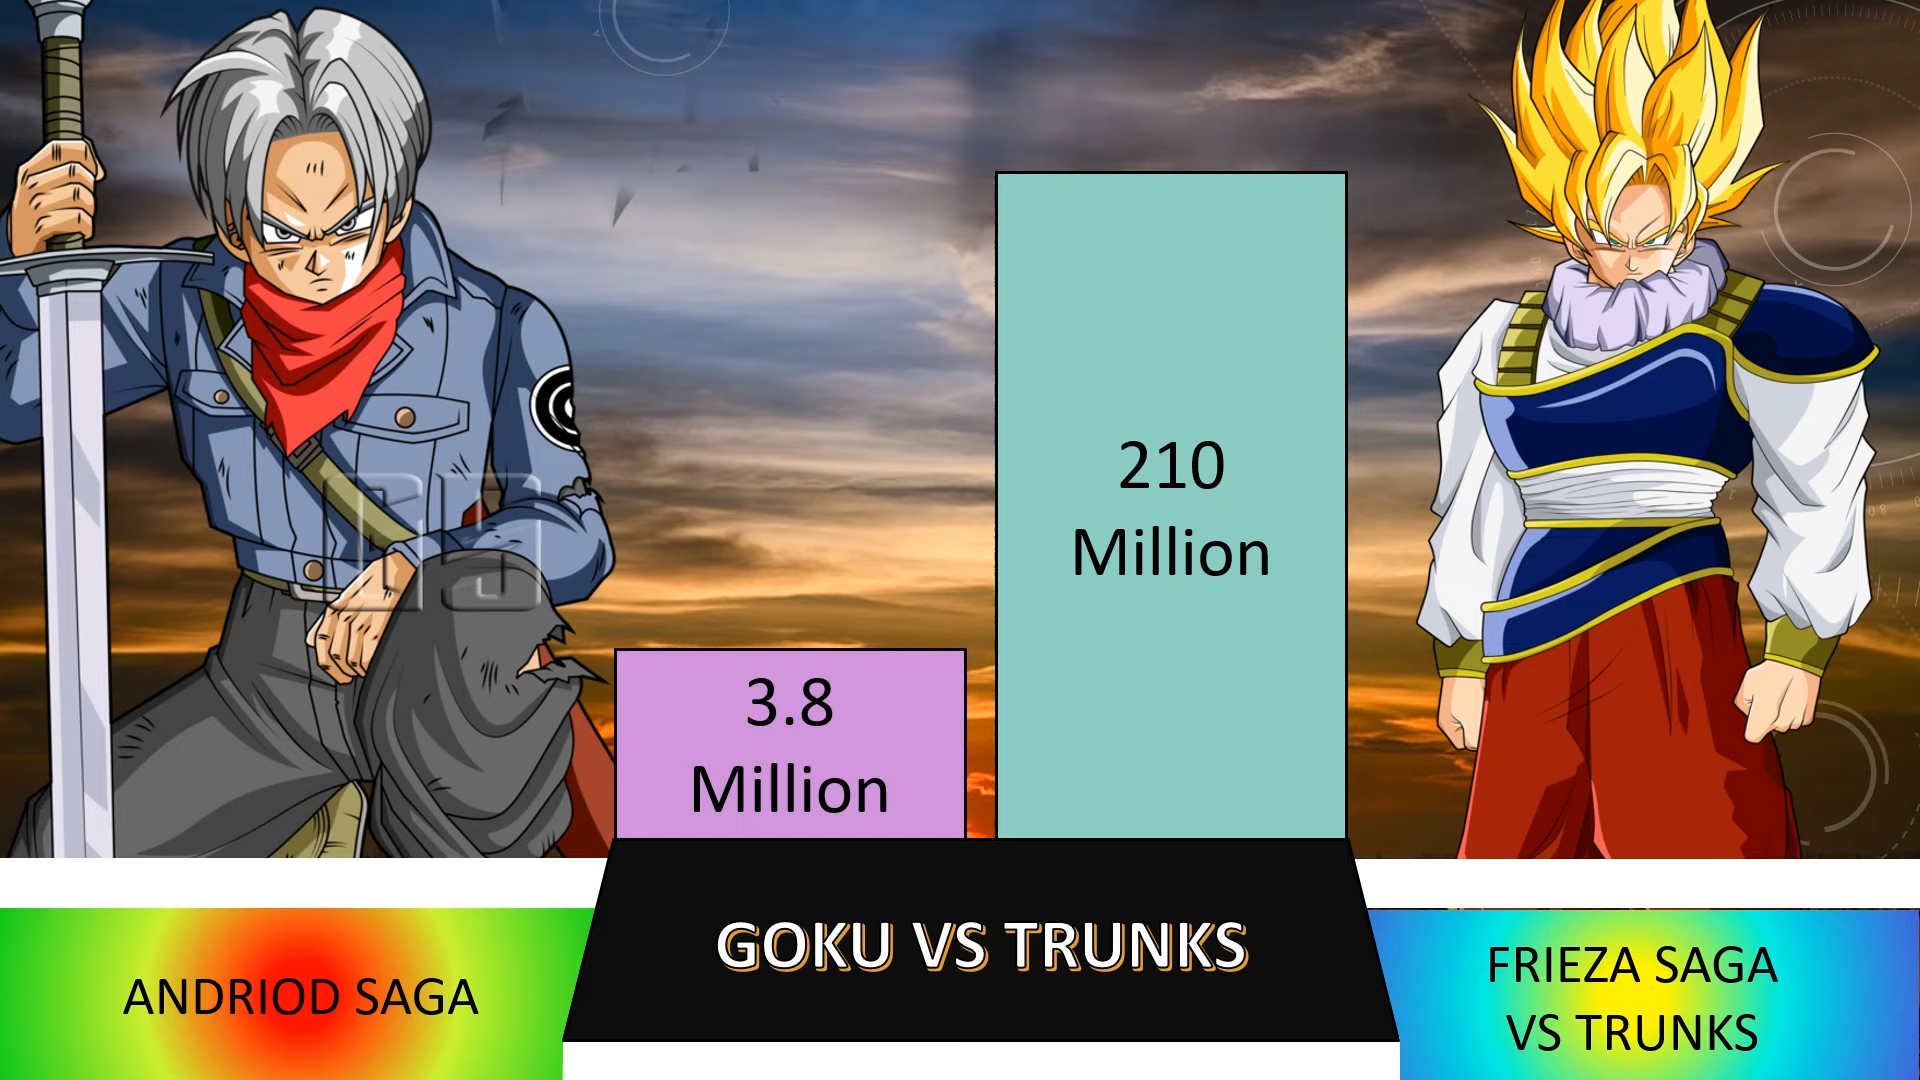 3.8
Million
210
Million
GOKU VS TRUNKS
ANDRIOD SAGA
FRIEZA SAGA
VS TRUNKS